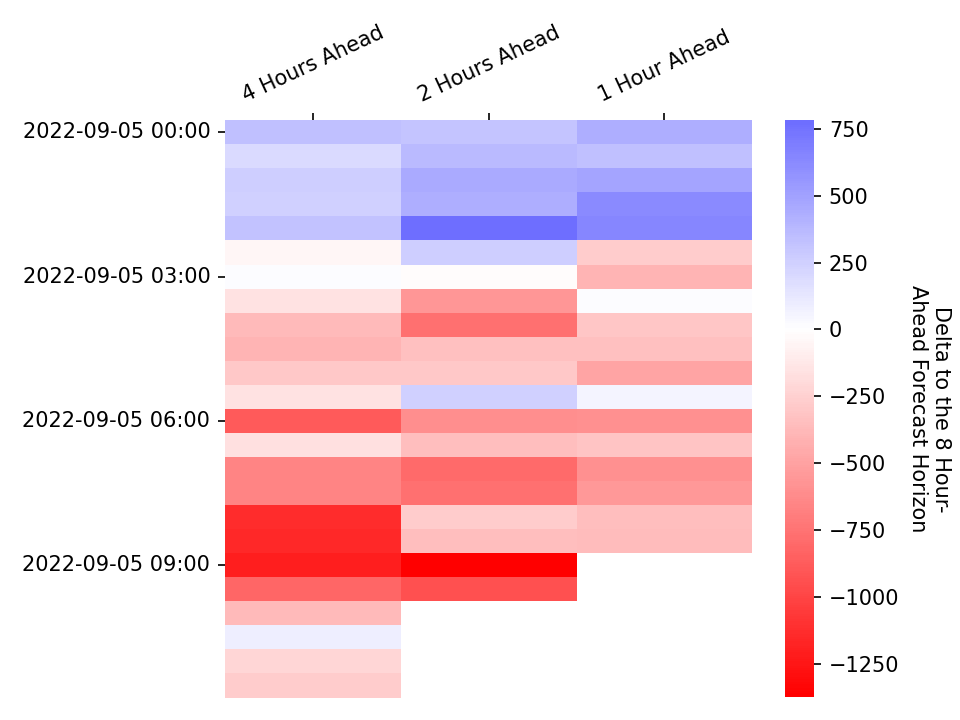 4 Hours Ahead
2 Hours Ahead
1 Hour Ahead
2022-09-05 00:00
2022-09-05 03:00
2022-09-05 06:00
2022-09-05 09:00
750
500
250
0
−250
−500
−750
−1000
−1250
Delta to the 8 Hour-
Ahead Forecast Horizon